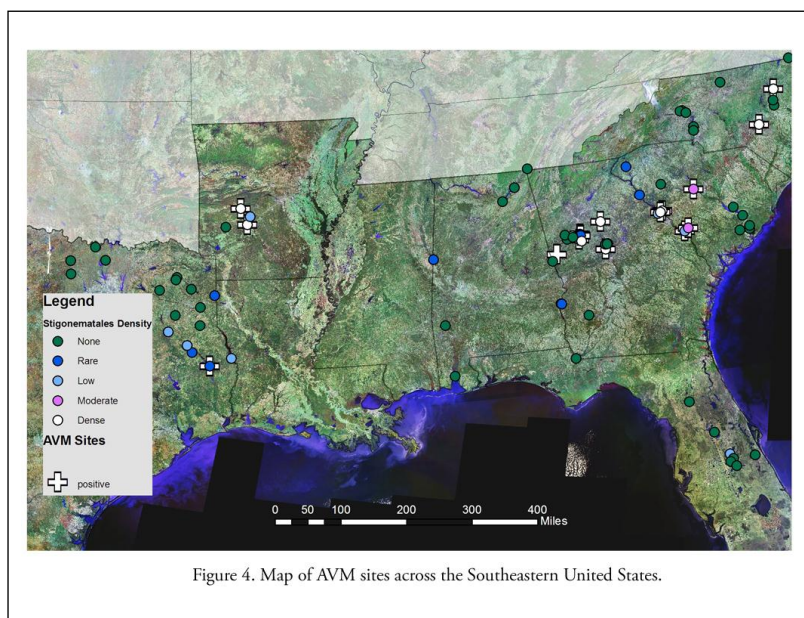 Legend
Stigonematales Density
None
Rare
Low
Moderate
Dense
AVM Sites
positive
0 50 100 200 300 400
Miles
Figure 4. Map of AVM sites across the Southeastern United States.